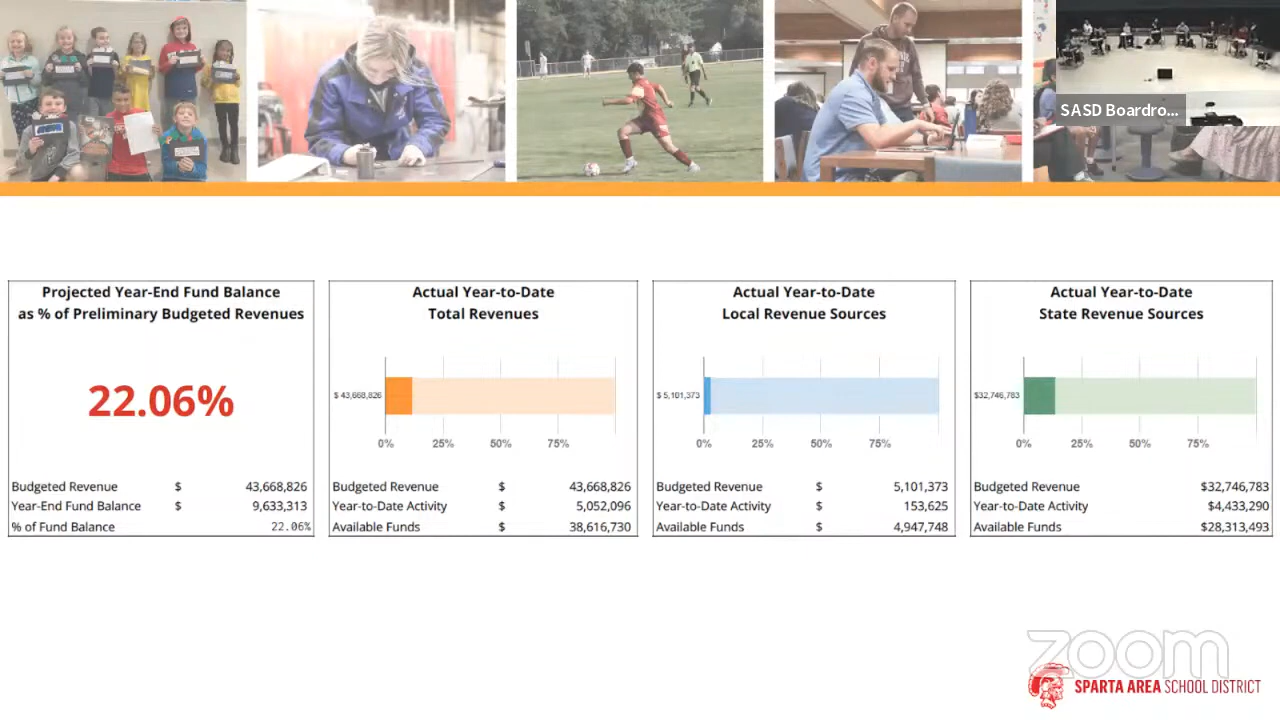 SASD Boardro...
Projected Year-End Fund Balance
as % of Preliminary Budgeted Revenues
22.06%
Budgeted Revenue $ 43,668,826
Year-End Fund Balance $ 9,633,313
% of Fund Balance 22.06%
Actual Year-to-Date
Total Revenues
$ 43,668,826
0% 25% 50% 75%
Budgeted Revenue $ 43,668,826
Year-to-Date Activity $ 5,052,096
Available Funds $ 38,616,730
Actual Year-to-Date
Local Revenue Sources
$ 5,101,373
0% 25% 50% 75%
Budgeted Revenue $ 5,101,373
Year-to-Date Activity $ 153,625
Available Funds $ 4,947,748
Actual Year-to-Date
State Revenue Sources
$32,746,783
0% 25% 50% 75%
Budgeted Revenue $32,746,783
Year-to-Date Activity $4,433,290
Available Funds $28,313,493
zoom
SPARTA AREA SCHOOL DISTRICT